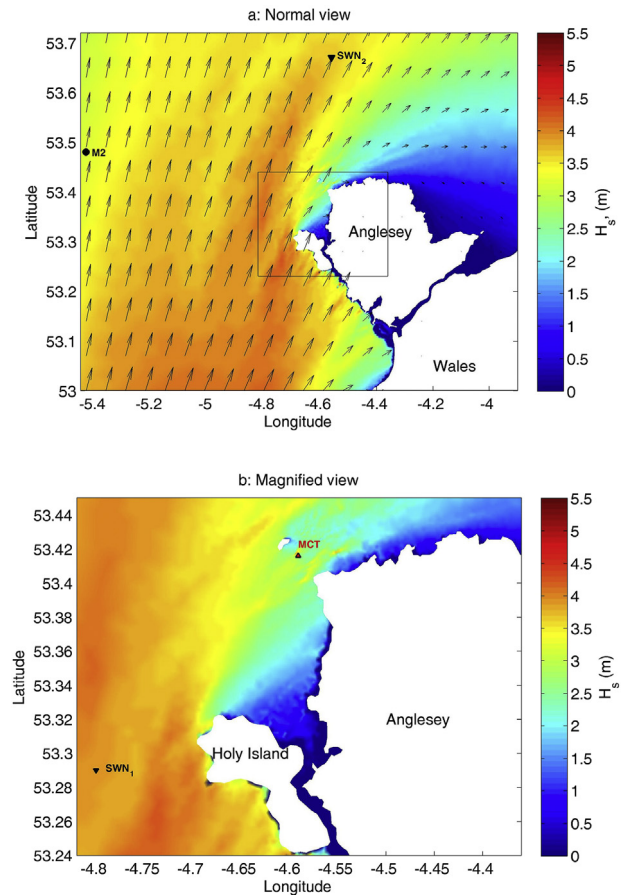 a: Normal view
53.7
53.6
53.5
53.4
53.3
53.2
53.1
53
Latitude
SWN2
M2
Anglesey
Wales
-5.4 -5.2 -5 -4.8 -4.6 -4.4 -4.2 -4
Longitude
5.5
5
4.5
4
3.5
3
2.5
2
1.5
1
0.5
0
Hs, (m)
b: Magnified view
53.44
53.42
53.4
53.38
53.36
53.34
53.32
53.3
53.28
53.26
53.24
Latitude
MCT
SWN1
Holy Island
Anglesey
-4.8 -4.75 -4.7 -4.65 -4.6 -4.55 -4.5 -4.45 -4.4
Longitude
5.5
5
4.5
4
3.5
3
2.5
2
1.5
1
0.5
0
Hs (m)